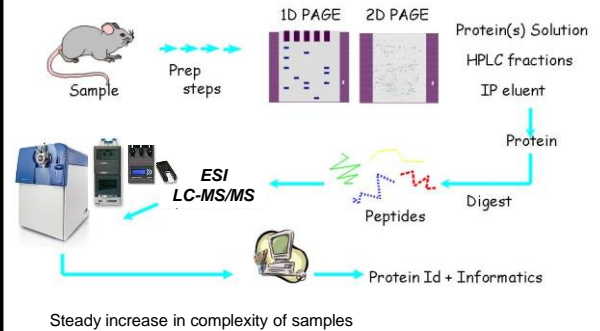 1D PAGE
2D PAGE
Protein(s) Solution
HPLC fractions
IP eluent
Sample
Prep
steps
Protein
ESI
LC-MS/MS
Peptides
Digest
Protein Id + Informatics
Steady increase in complexity of samples